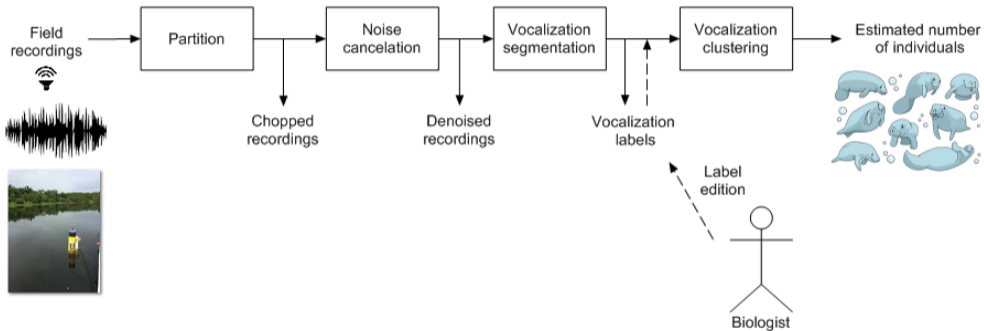 Field
recordings
Partition
Noise
cancelation
Vocalization
segmentation
Vocalization
clustering
Estimated number
of individuals
Chopped
recordings
Denoised
recordings
Vocalization
labels
Label
edition
Biologist